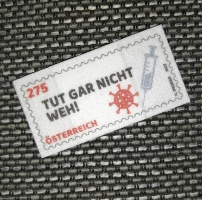 275
TUT GAR NICHT
WEH!
ÖSTERREICH